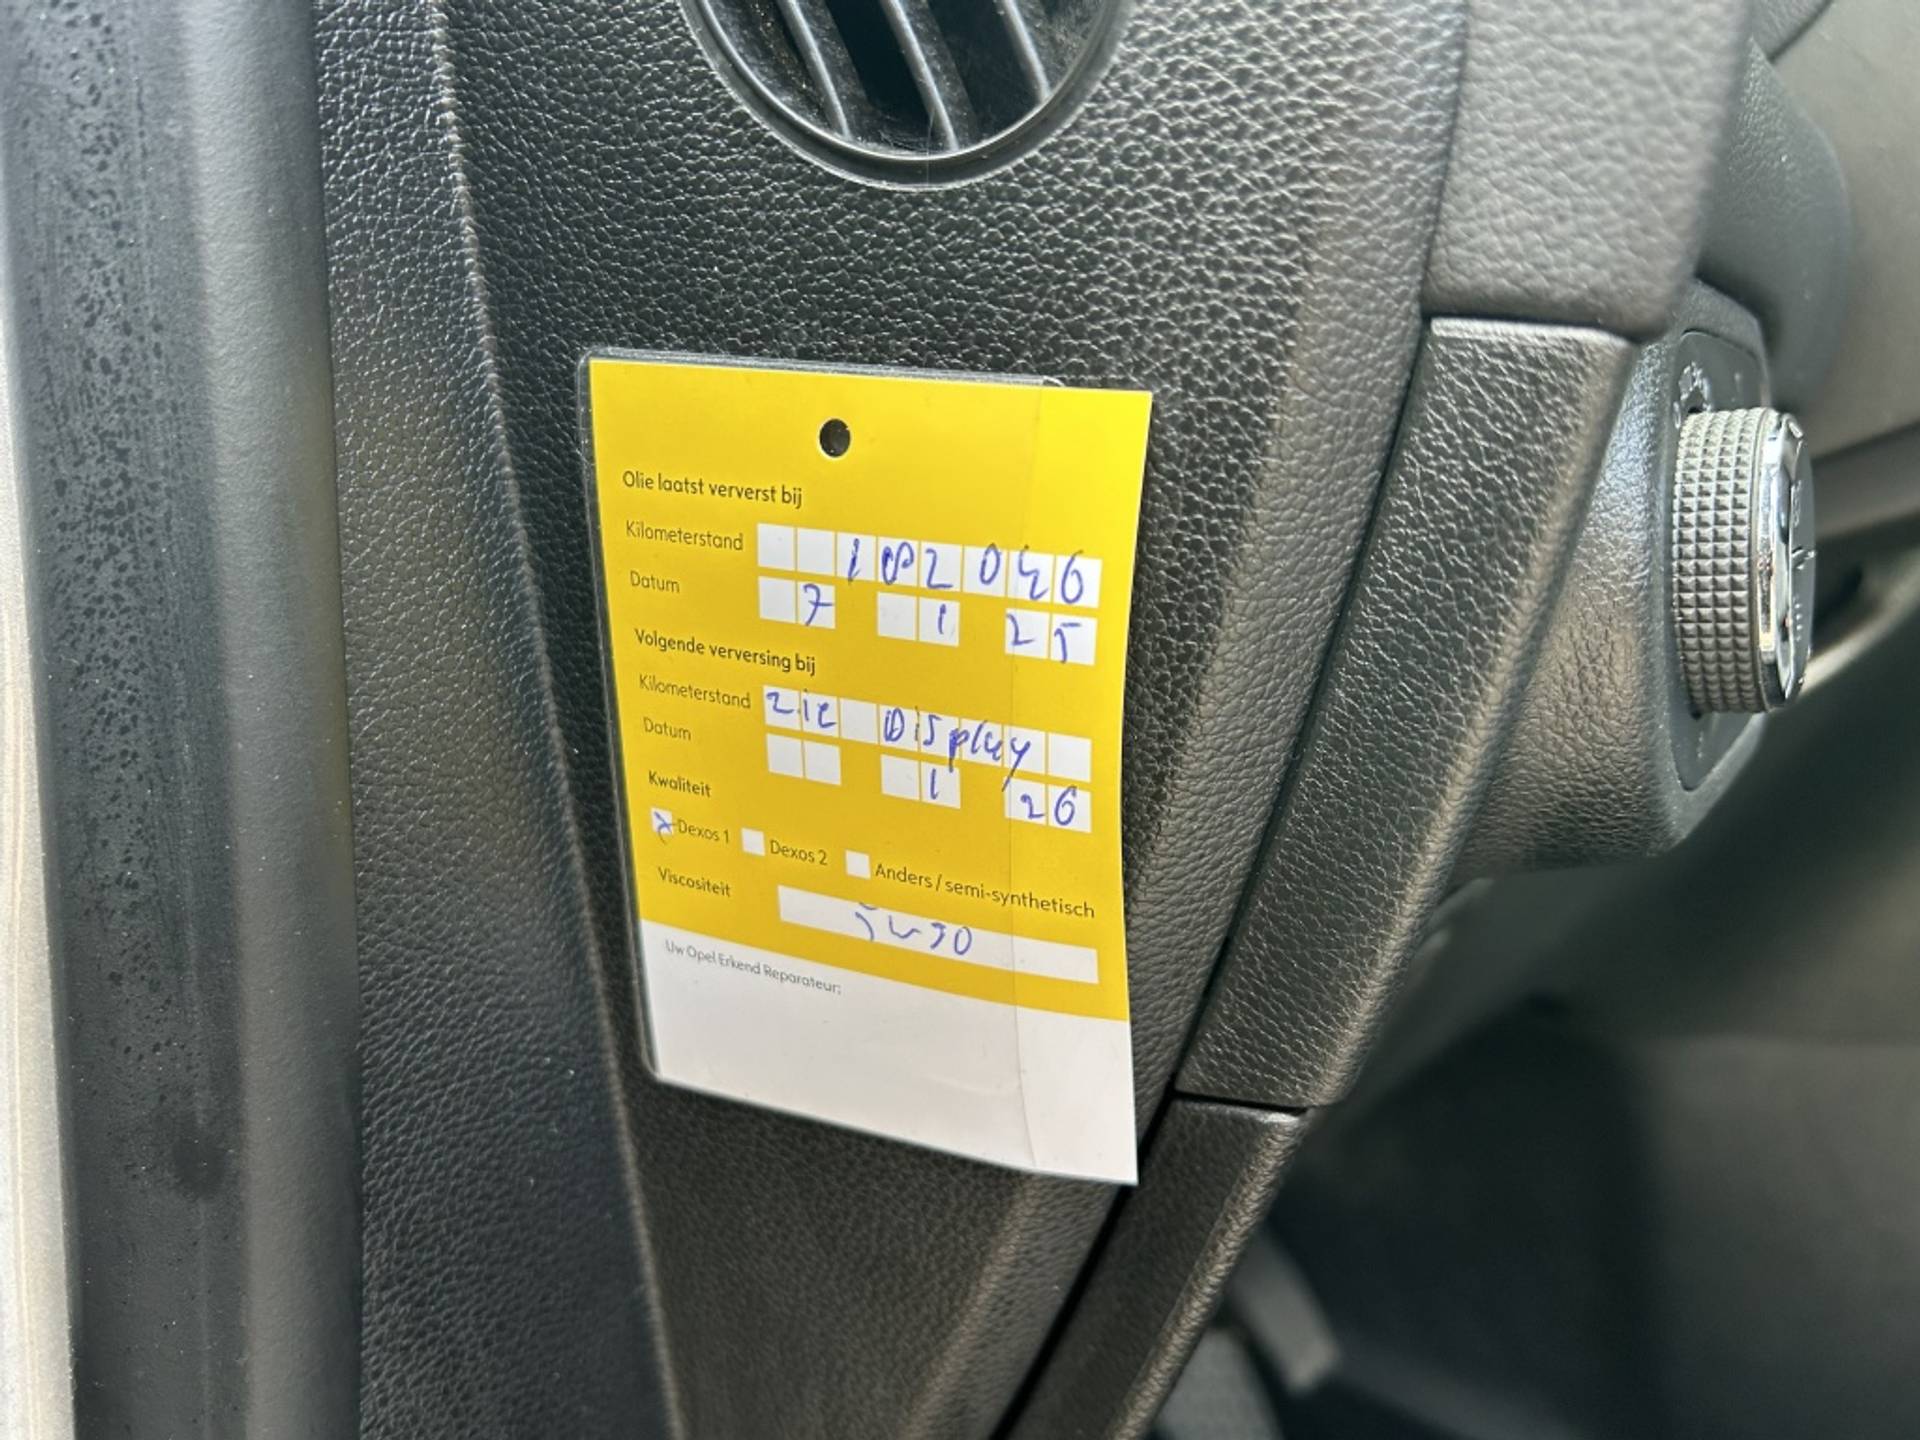 Olie laatst ververst bij
Kilometerstand 102046
Datum 7 1 25
Volgende verversing bij
Kilometerstand zie Display
Datum 1 26
Kwaliteit
Dexos 1 Dexos 2 Anders / semi-synthetisch
Viscositeit
Uw Opel Erkend Reparateur: